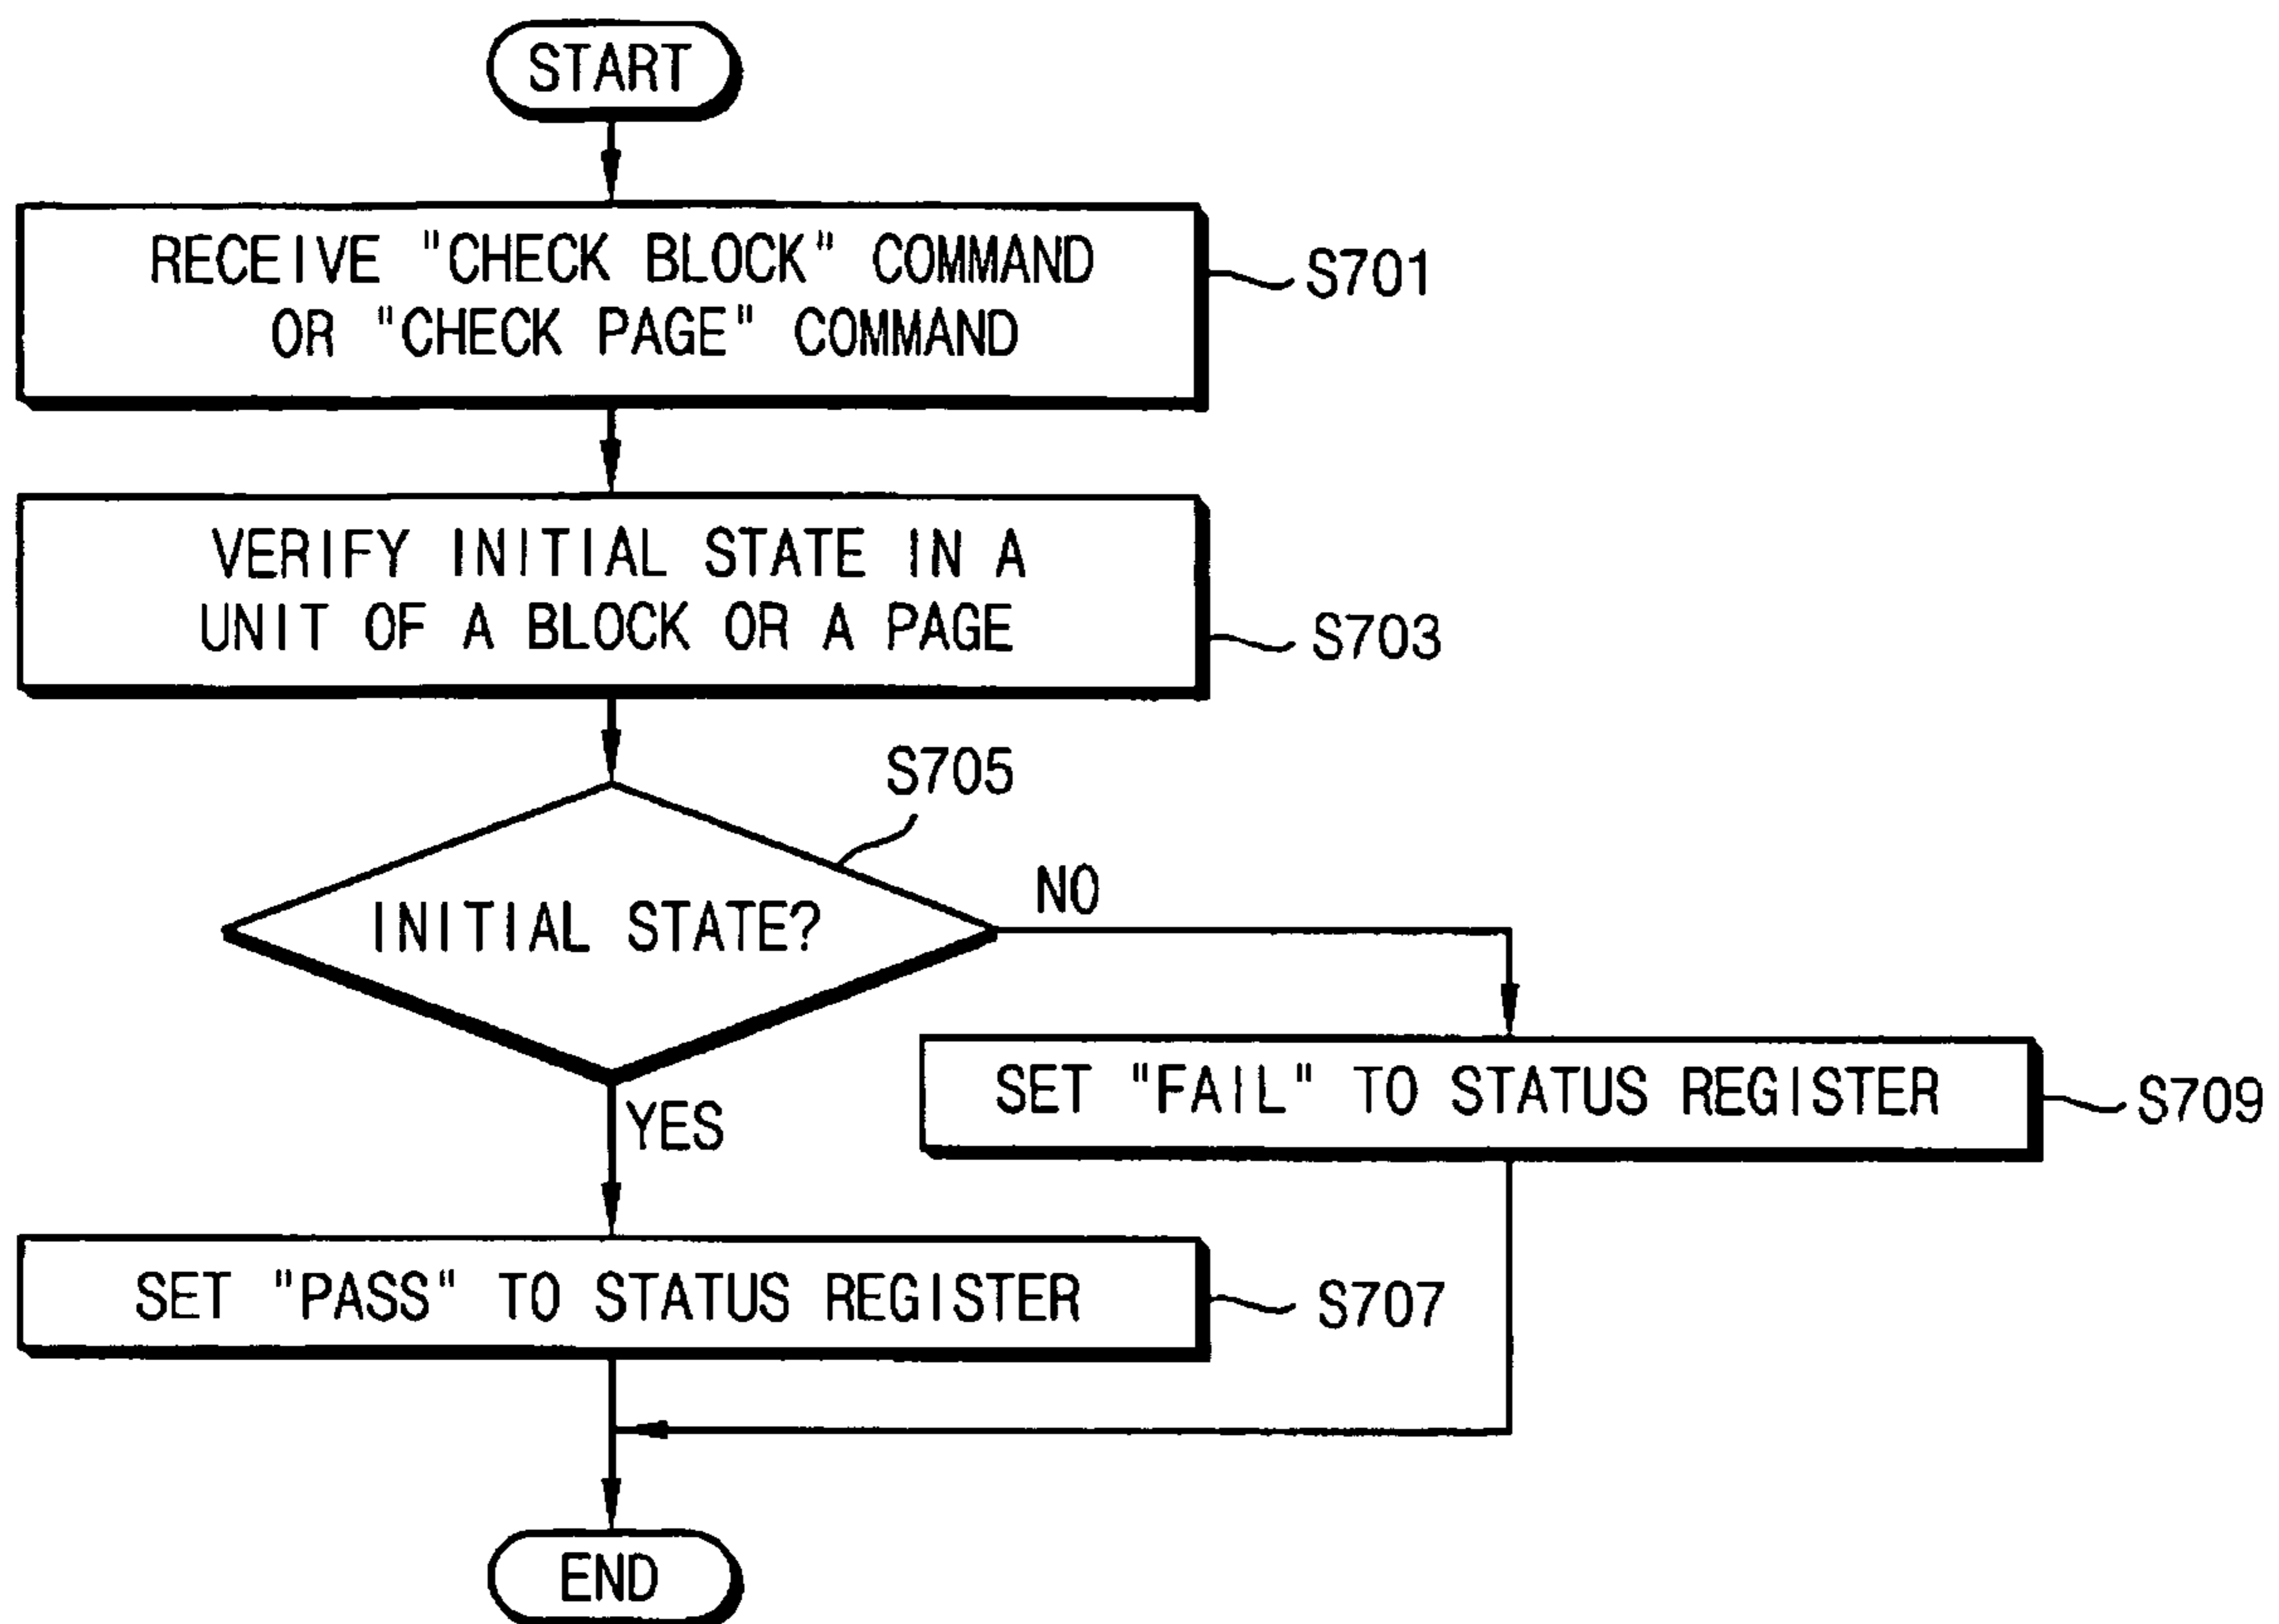 START
RECEIVE "CHECK BLOCK" COMMAND
OR "CHECK PAGE" COMMAND
S701
VERIFY INITIAL STATE IN A
UNIT OF A BLOCK OR A PAGE
S703
S705
INITIAL STATE?
NO
YES
SET "FAIL" TO STATUS REGISTER
S709
SET "PASS" TO STATUS REGISTER
S707
END